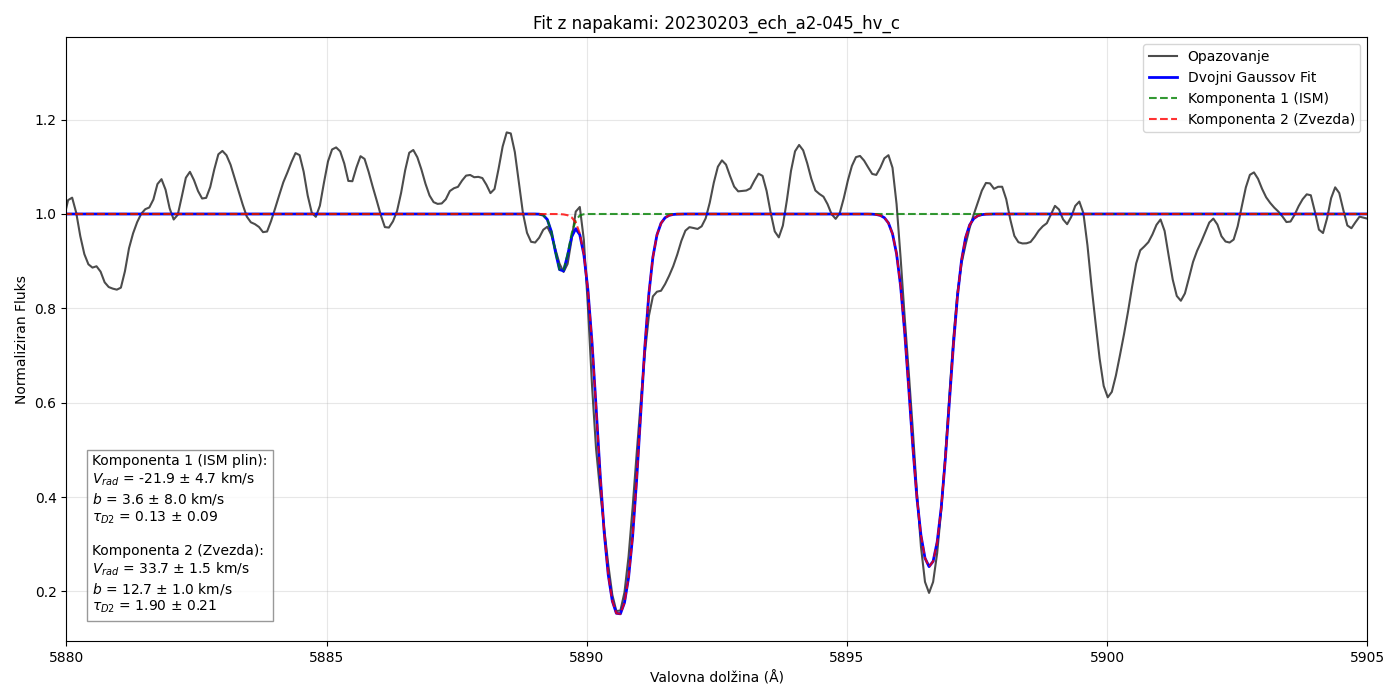 Fit z napakami: 20230203_ech_a2-045_hv_c
Opazovanje
Dvojni Gaussov Fit
Komponenta 1 (ISM)
Komponenta 2 (Zvezda)
Normaliziran Fluks
1.2
1.0
0.8
0.6
0.4
0.2
Komponenta 1 (ISM plin):
V_rad = -21.9 ± 4.7 km/s
b = 3.6 ± 8.0 km/s
τ_D2 = 0.13 ± 0.09
Komponenta 2 (Zvezda):
V_rad = 33.7 ± 1.5 km/s
b = 12.7 ± 1.0 km/s
τ_D2 = 1.90 ± 0.21
5880 5885 5890 5895 5900 5905
Valovna dolžina (Å)